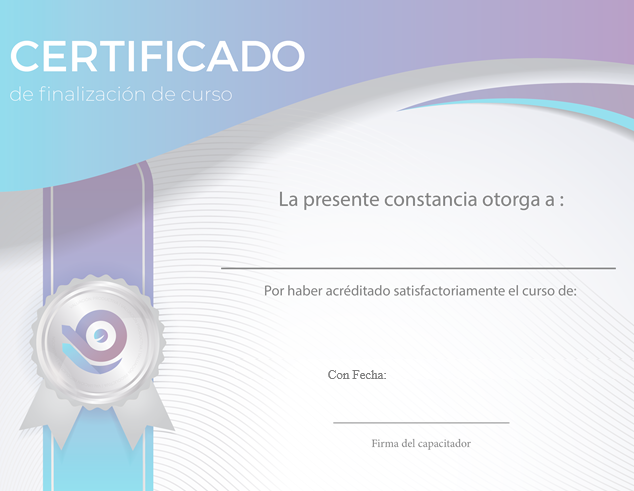 CERTIFICADO
de finalización de curso
La presente constancia otorga a :
Por haber acréditado satisfactoriamente el curso de:
Con Fecha:
Firma del capacitador